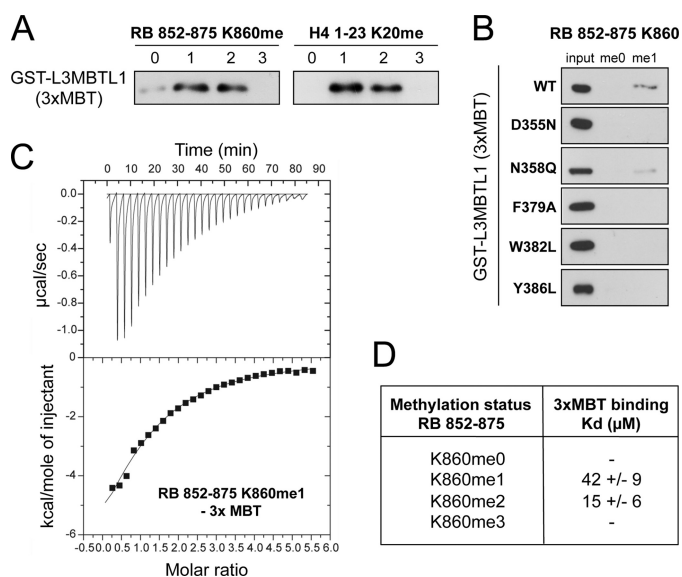 A
RB 852-875 K860me H4 1-23 K20me
0 1 2 3 0 1 2 3
GST-L3MBTL1
(3xMBT)
B
RB 852-875 K860
input me0 me1
GST-L3MBTL1 (3xMBT)
WT
D355N
N358Q
F379A
W382L
Y386L
C
Time (min)
0 10 20 30 40 50 60 70 80 90
µcal/sec
0.0
-0.2
-0.4
-0.6
-0.8
-1.0
kcal/mole of injectant
0
-2
-4
-6
RB 852-875 K860me1
- 3x MBT
-0.5 0.0 0.5 1.0 1.5 2.0 2.5 3.0 3.5 4.0 4.5 5.0 5.5 6.0
Molar ratio
D
Methylation status
RB 852-875
3xMBT binding
Kd (µM)
K860me0 -
K860me1 42 +/- 9
K860me2 15 +/- 6
K860me3 -